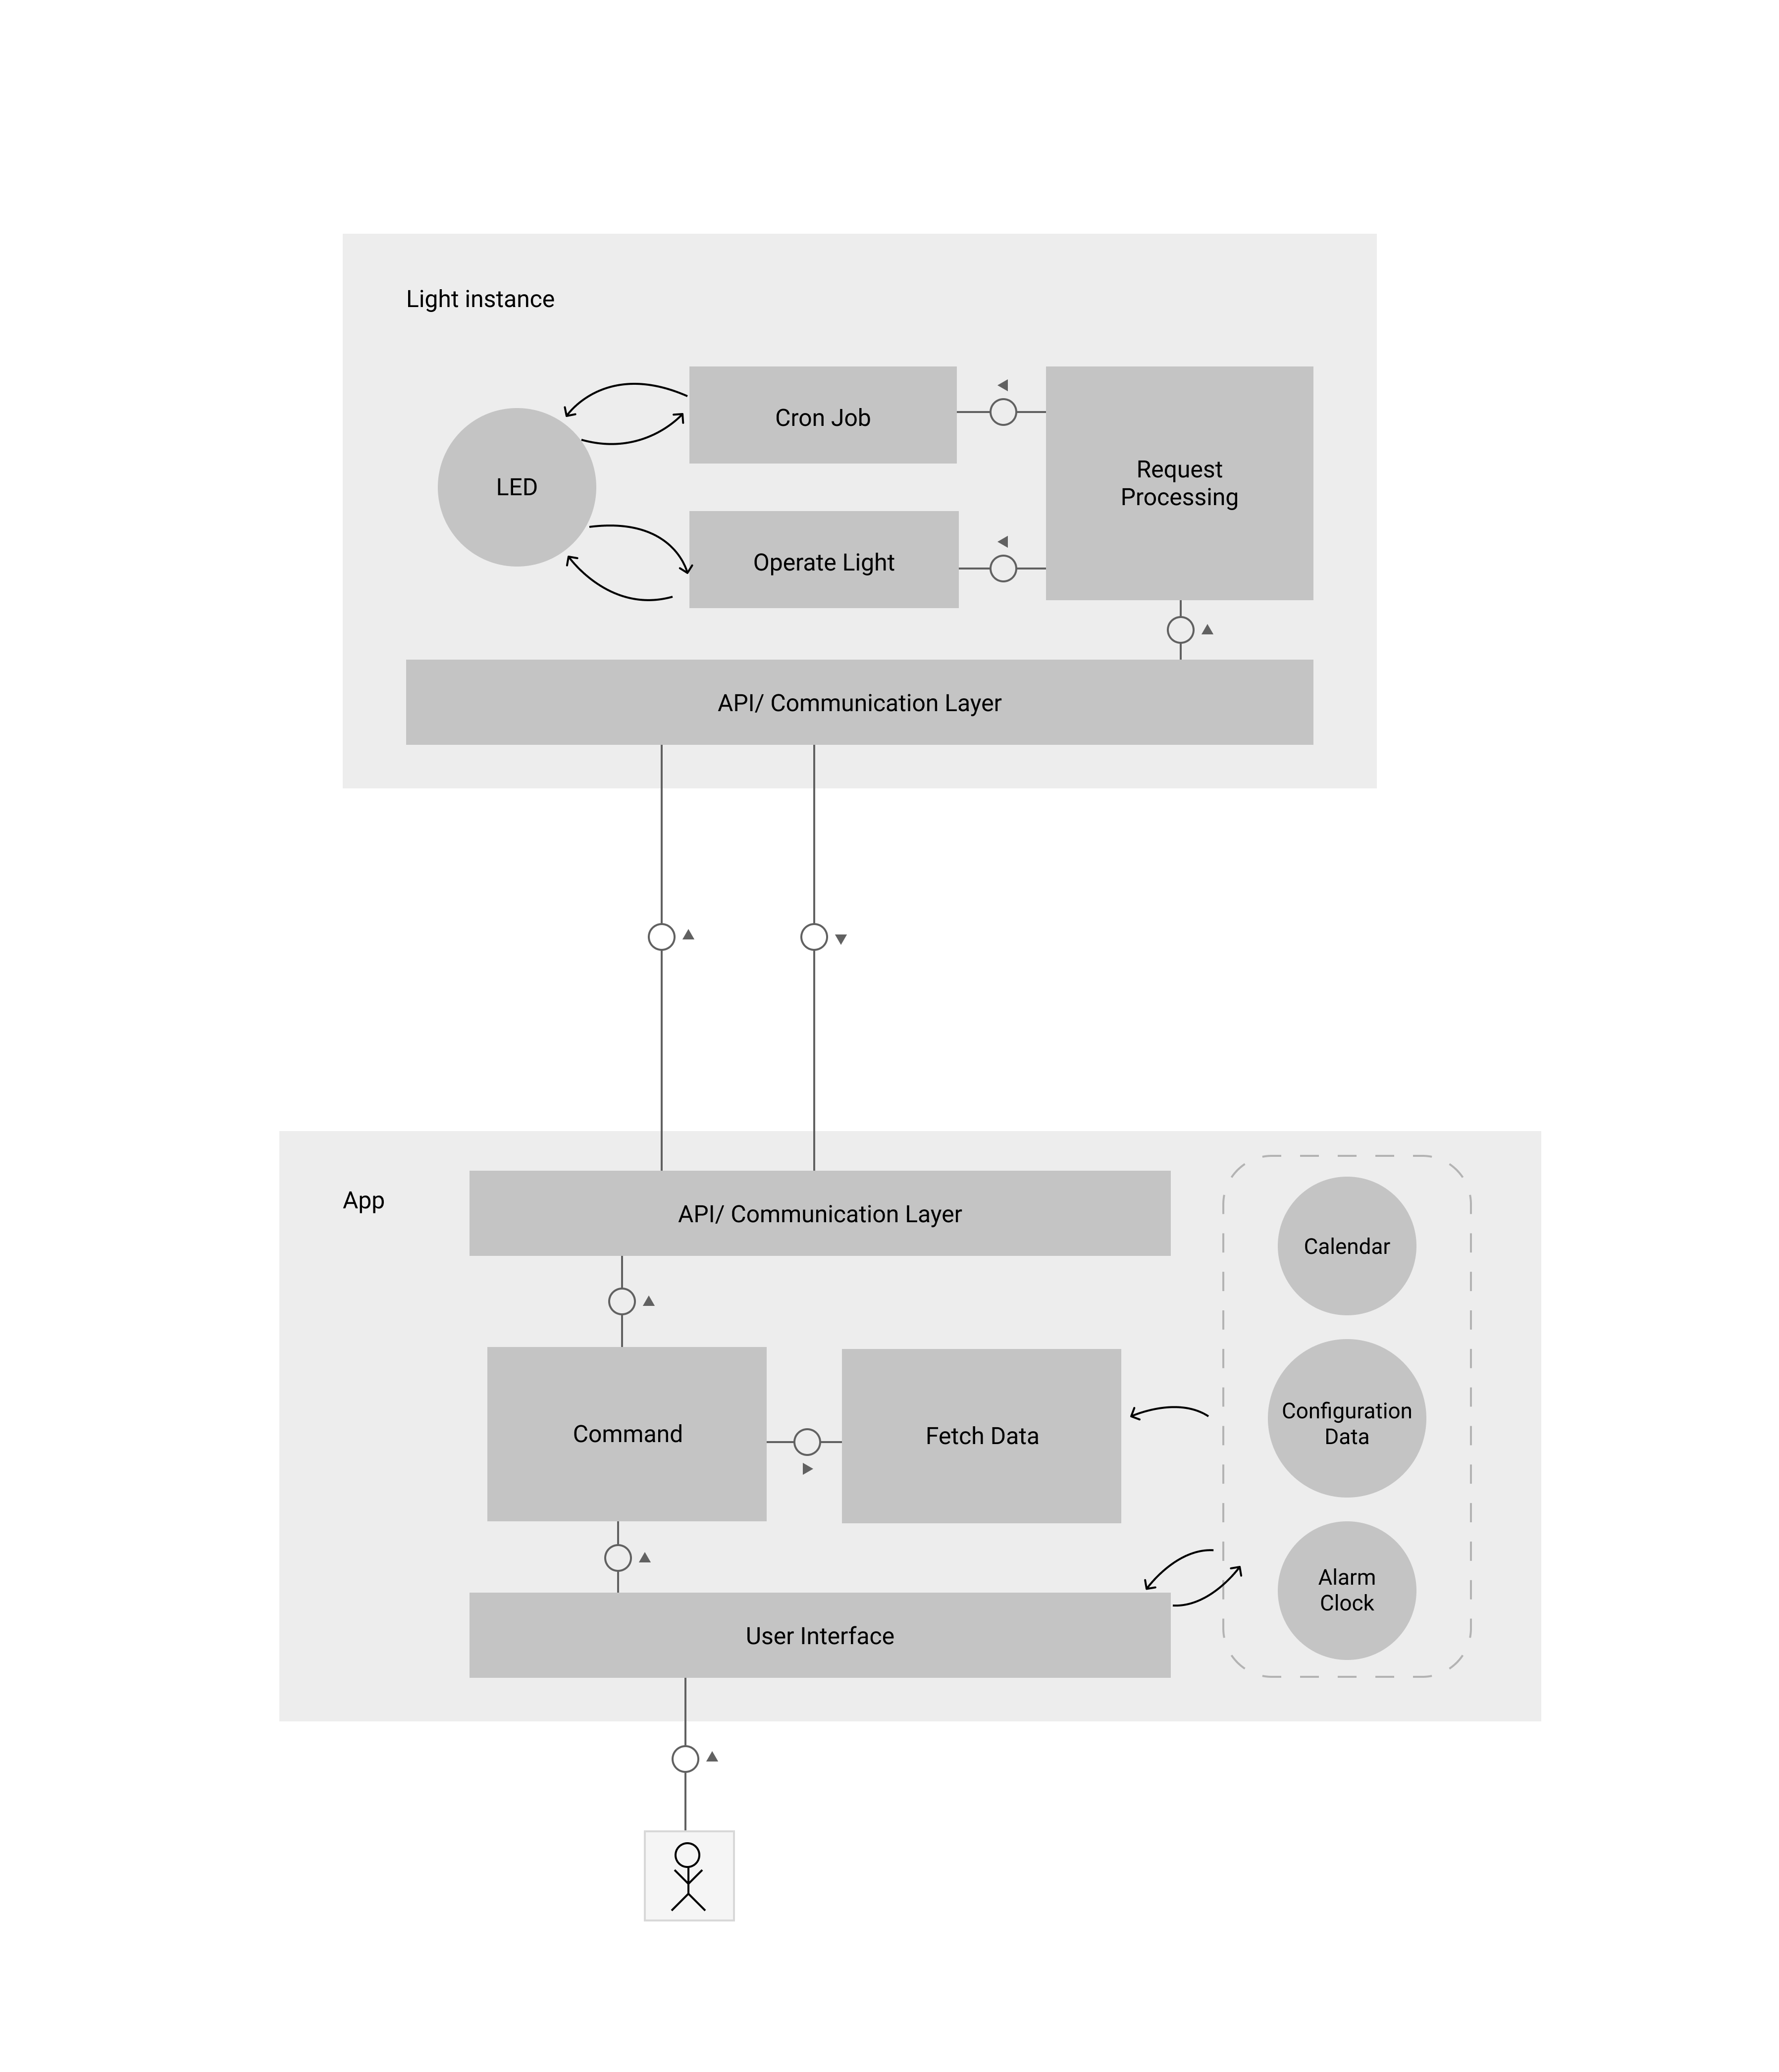 Light instance
Cron Job
Request
Processing
LED
Operate Light
API/ Communication Layer
App
API/ Communication Layer
Calendar
Command
Fetch Data
Configuration
Data
Alarm
Clock
User Interface